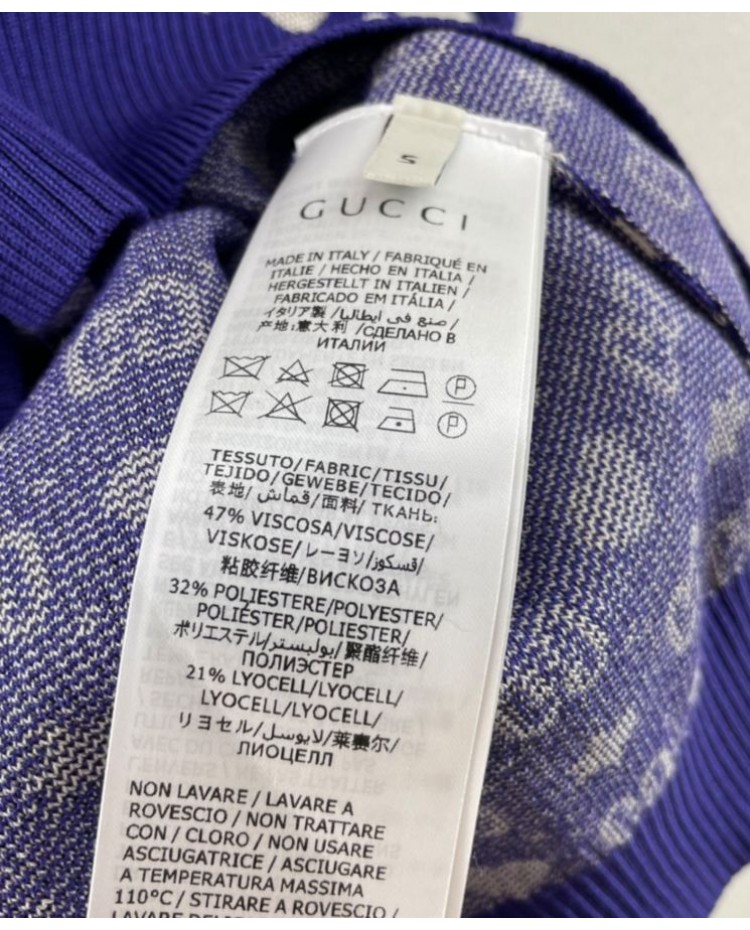 S
GUCCI
MADE IN ITALY / FABRIQUÉ EN
ITALIE / HECHO EN ITALIA /
HERGESTELLT IN ITALIEN /
FABRICADO EM ITÁLIA /
イタリア製 / صنع في ايطاليا /
产地:意大利 /СДЕЛАНО В
ИТАЛИИ
P
P
TESSUTO/FABRIC/TISSU/
TEJIDO/GEWEBE/TECIDO/
表地/قماش/面料/ ТКАНЬ:
47% VISCOSA/VISCOSE/
VISKOSE/レーヨン/فسكوز/
粘胶纤维/ВИСКОЗА
32% POLIESTERE/POLYESTER/
POLIÉSTER/POLIESTER/
ポリエステル/بوليستر/聚酯纤维/
ПОЛИЭСТЕР
21% LYOCELL/LYOCELL/
LYOCELL/LYOCELL/
リヨセル/لايوسل/莱赛尔/
ЛИОЦЕЛЛ
NON LAVARE / LAVARE A
ROVESCIO / NON TRATTARE
CON / CLORO / NON USARE
ASCIUGATRICE / ASCIUGARE
A TEMPERATURA MASSIMA
110°C / STIRARE A ROVESCIO /
LAVARE